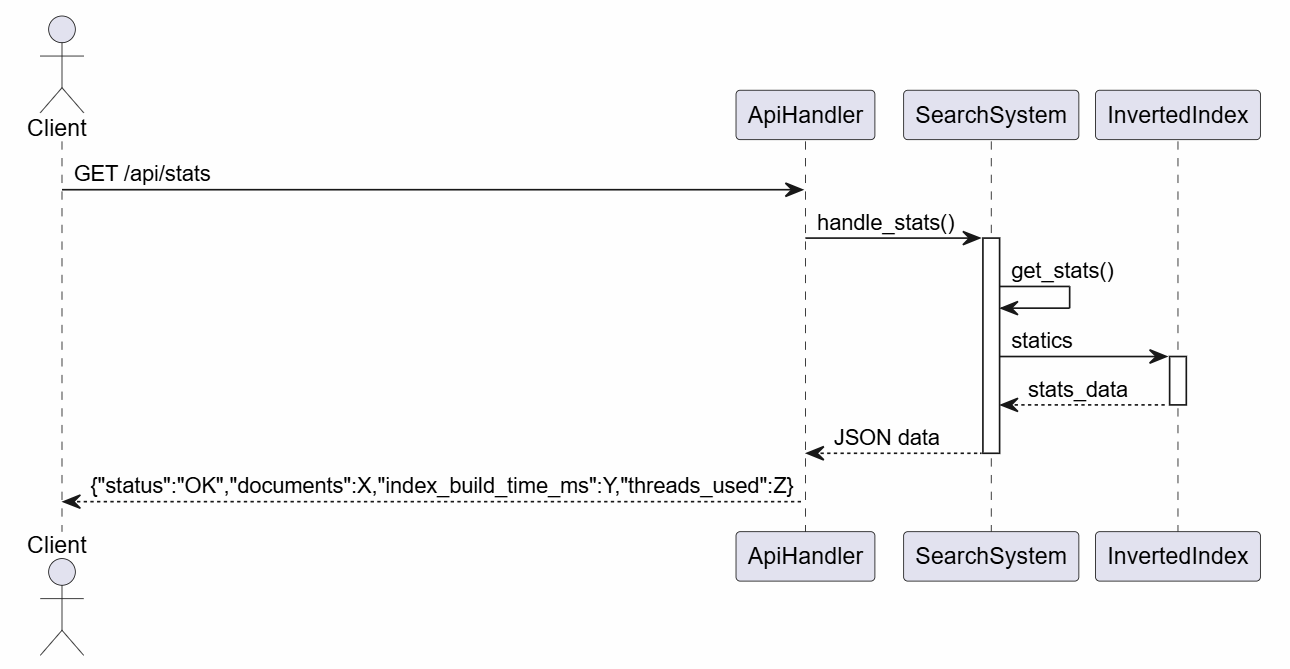 Client
ApiHandler
SearchSystem
InvertedIndex
GET /api/stats
handle_stats()
get_stats()
statics
stats_data
JSON data
{"status":"OK","documents":X,"index_build_time_ms":Y,"threads_used":Z}
Client
ApiHandler
SearchSystem
InvertedIndex